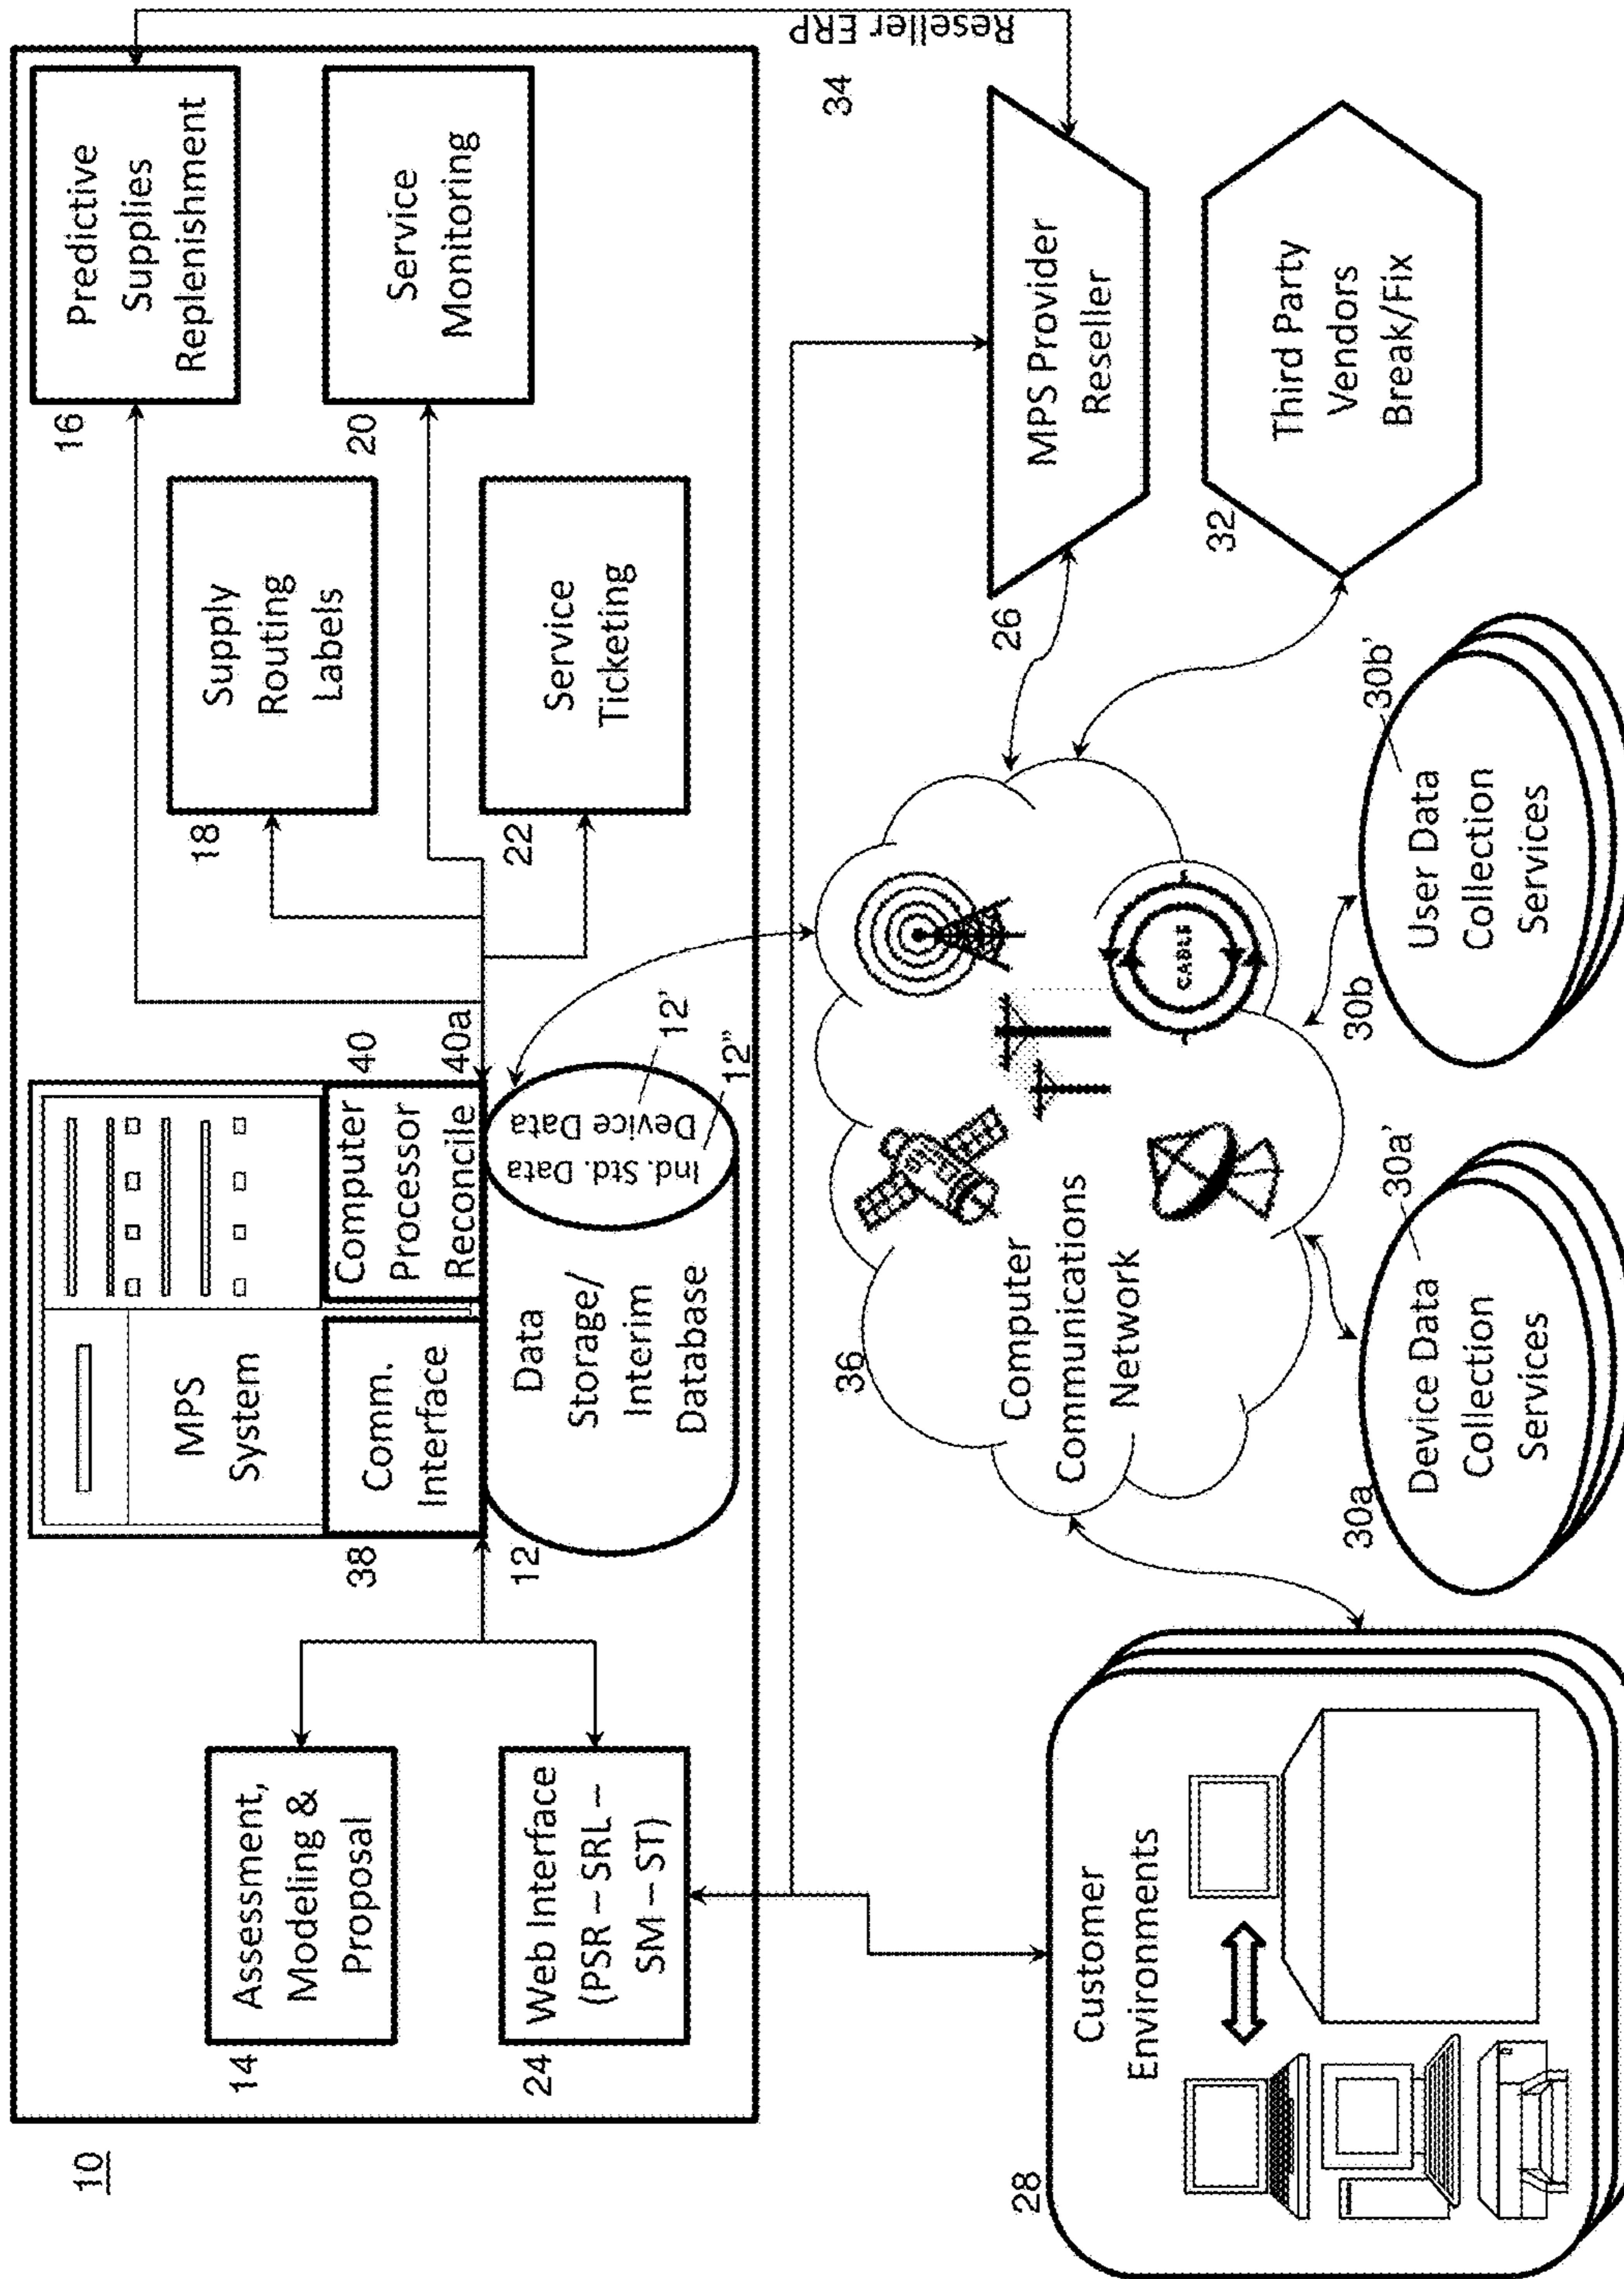 10
14
Assessment,
Modeling &
Proposal
24
Web Interface
(PSR – SRL –
SM – ST)
MPS
System
38
Comm.
Interface
40
Computer
Processor
Reconcile
40a
12
Data
Storage/
Interim
Database
Ind. Std. Data
Device Data
12'
12"
16
Predictive
Supplies
Replenishment
18
Supply
Routing
Labels
20
Service
Monitoring
22
Service
Ticketing
34
Reseller ERP
28
Customer
Environments
36
Computer
Communications
Network
CABLE
26
MPS Provider
Reseller
32
Third Party
Vendors
Break/Fix
30a
30a'
Device Data
Collection
Services
30b
30b'
User Data
Collection
Services